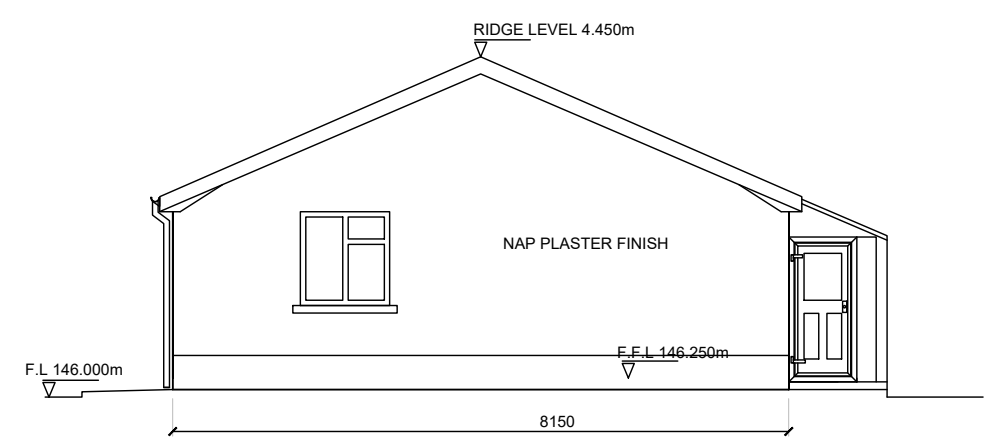 RIDGE LEVEL 4.450m
NAP PLASTER FINISH
F.F.L 146.250m
F.L 146.000m
8150